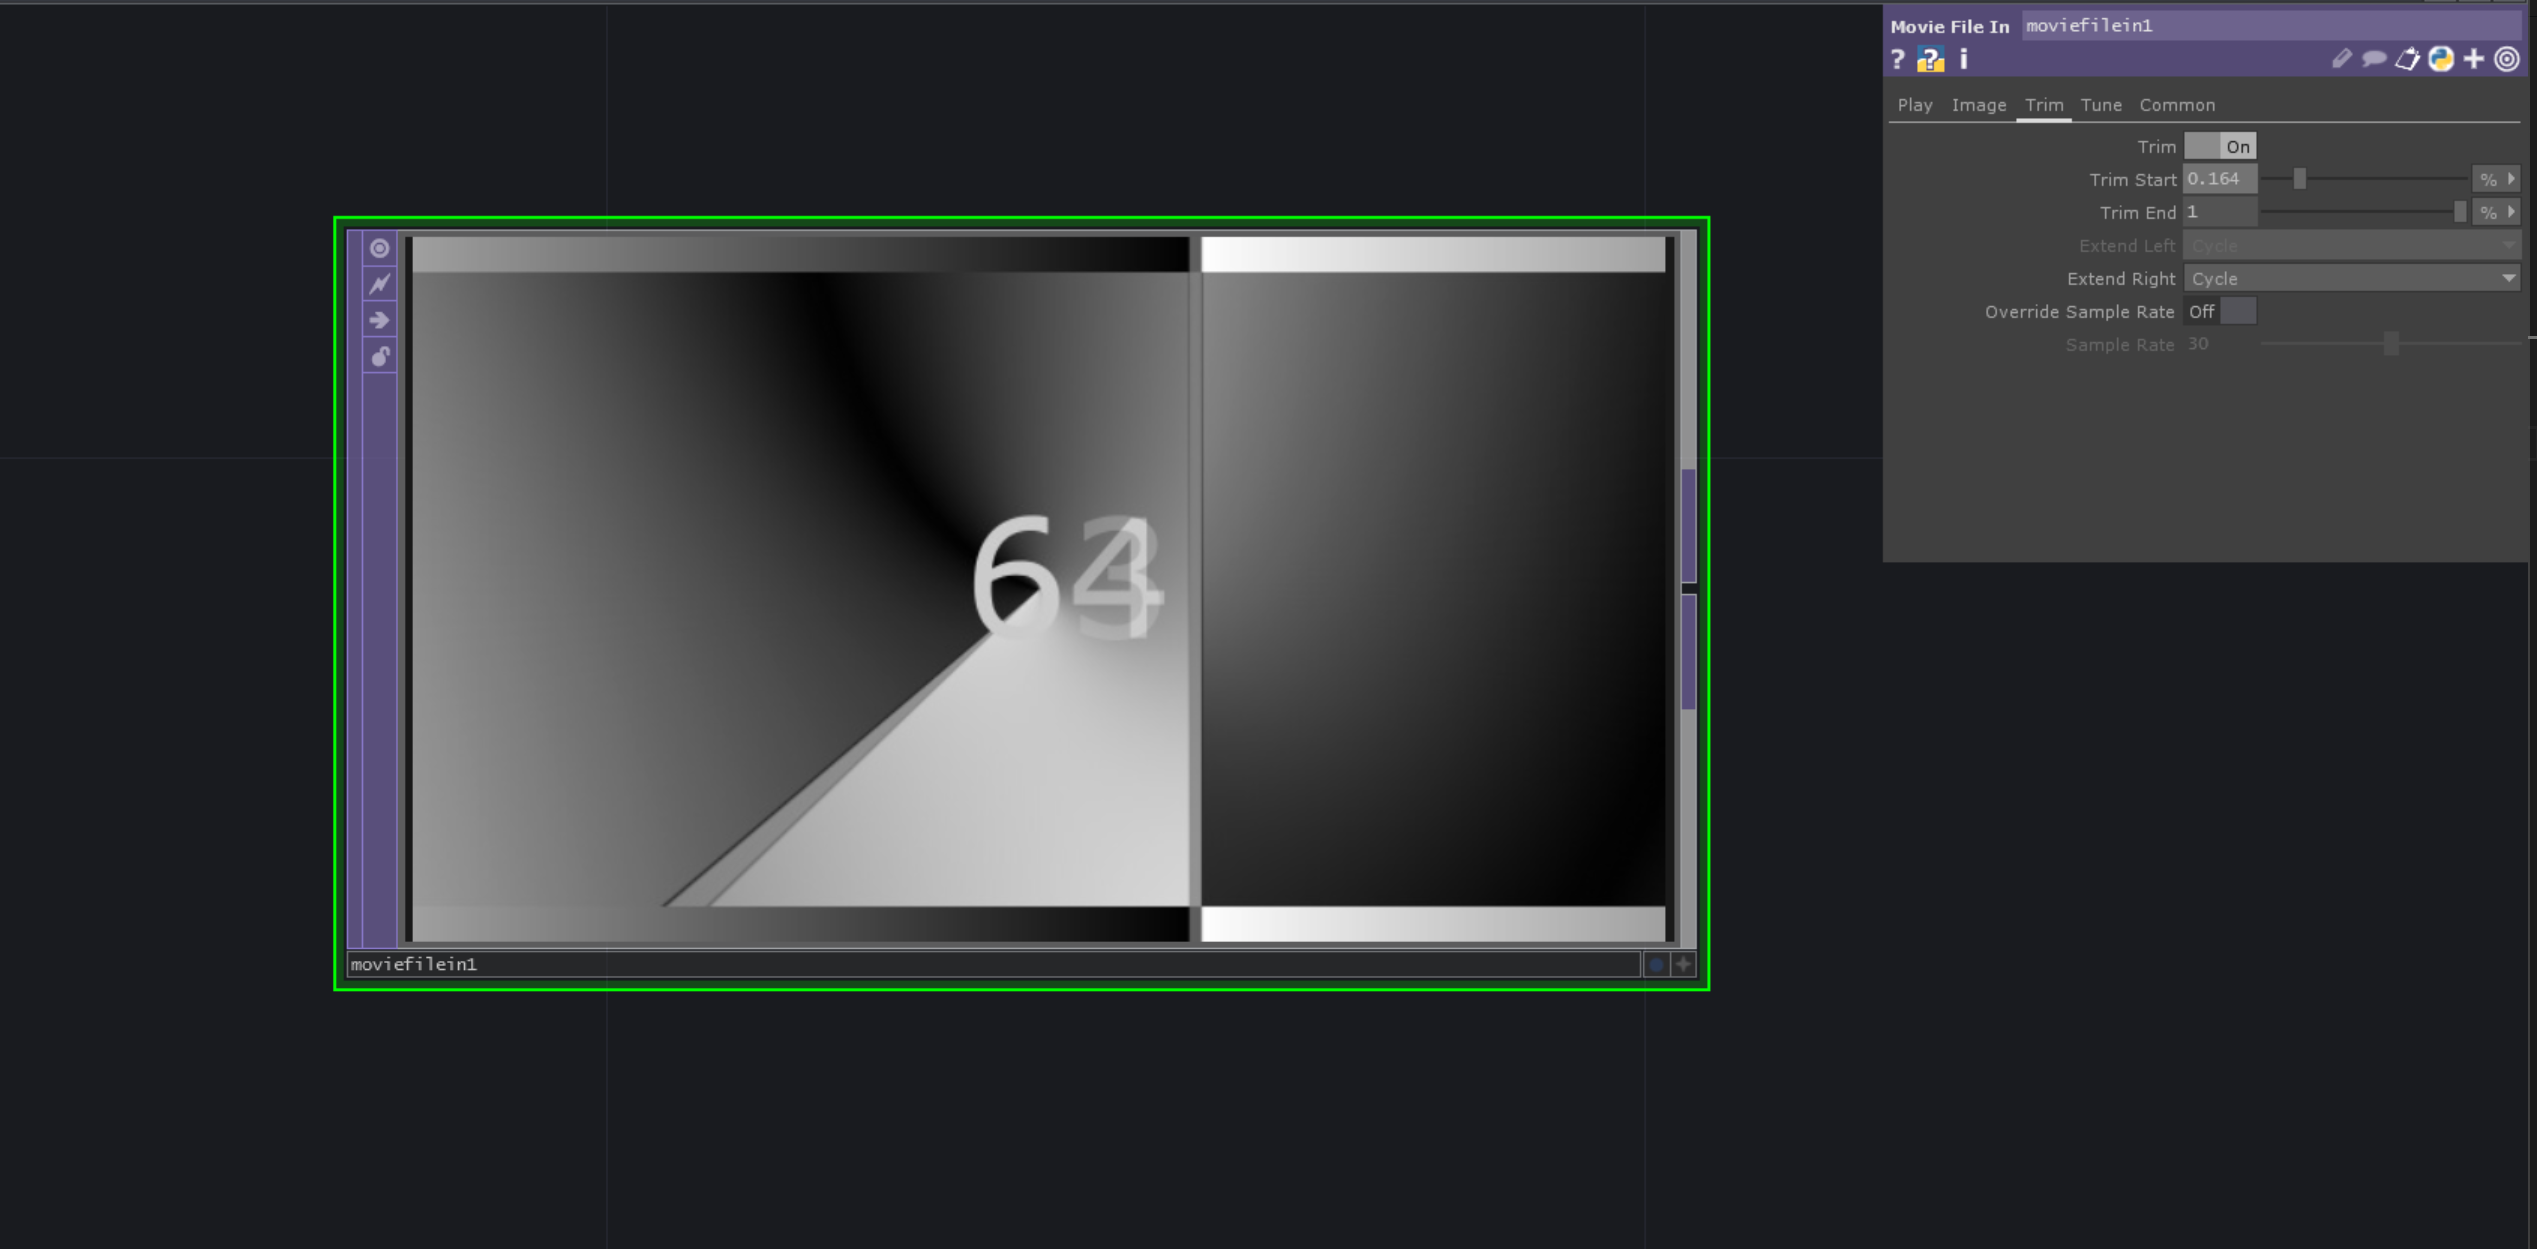 Movie File In moviefilein1
? ? i
Play Image Trim Tune Common
Trim On
Trim Start 0.164 %
Trim End 1 %
Extend Left Cycle
Extend Right Cycle
Override Sample Rate Off
Sample Rate 30
64
moviefilein1